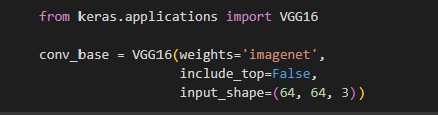 from keras.applications import VGG16
conv_base = VGG16(weights='imagenet',
include_top=False,
input_shape=(64, 64, 3))